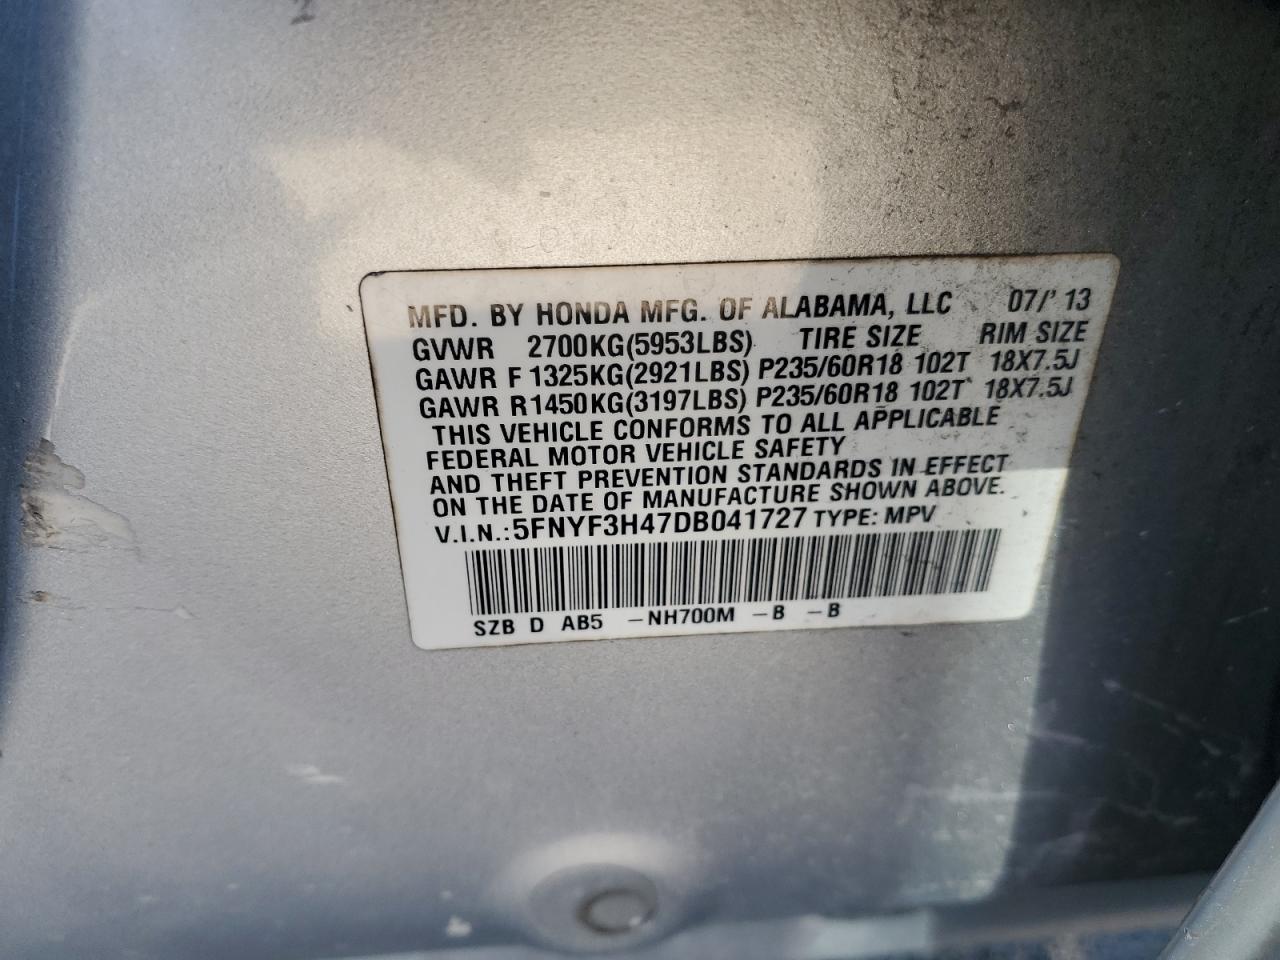 MFD. BY HONDA MFG. OF ALABAMA, LLC 07/'13
GVWR 2700KG(5953LBS) TIRE SIZE RIM SIZE
GAWR F 1325KG(2921LBS) P235/60R18 102T 18X7.5J
GAWR R1450KG(3197LBS) P235/60R18 102T 18X7.5J
THIS VEHICLE CONFORMS TO ALL APPLICABLE
FEDERAL MOTOR VEHICLE SAFETY
AND THEFT PREVENTION STANDARDS IN EFFECT
ON THE DATE OF MANUFACTURE SHOWN ABOVE.
V.I.N.:5FNYF3H47DB041727 TYPE: MPV
SZB D AB5 -NH700M -B -B